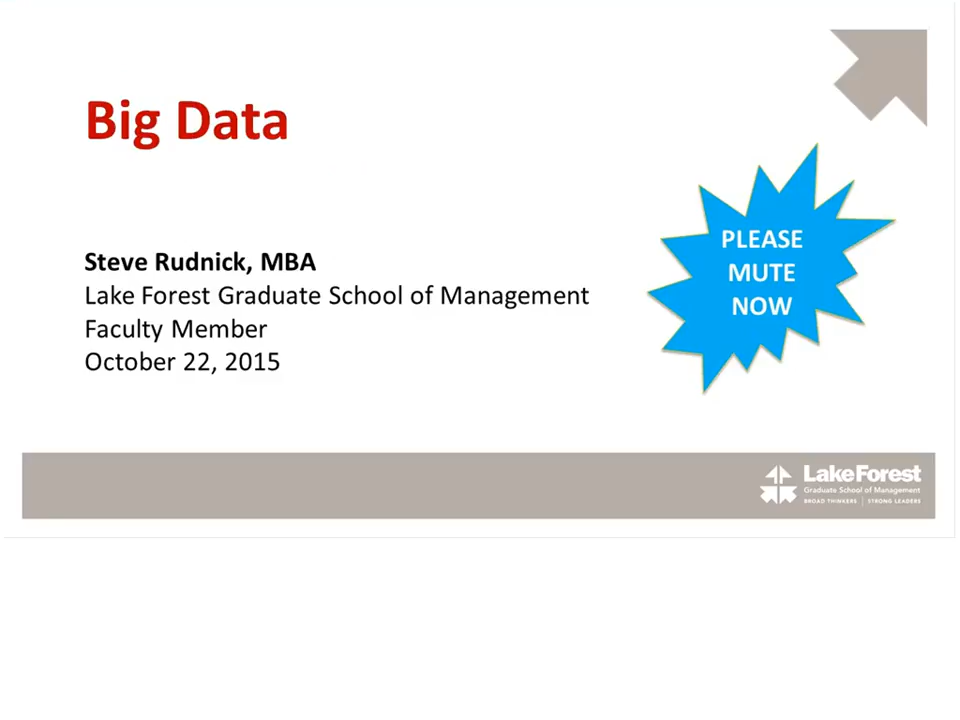 Big Data
PLEASE
MUTE
NOW
Steve Rudnick, MBA
Lake Forest Graduate School of Management
Faculty Member
October 22, 2015
LakeForest
Graduate School of Management
BROAD THINKERS | STRONG LEADERS